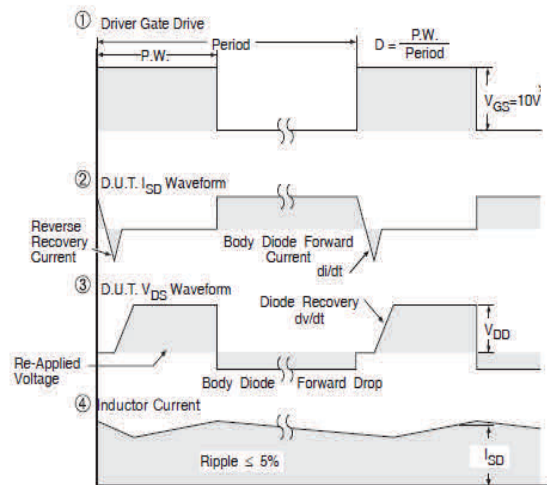 ① Driver Gate Drive
P.W.
Period
D = P.W.
Period
VGS=10V
② D.U.T. ISD Waveform
Reverse
Recovery
Current
Body Diode Forward
Current
di/dt
③ D.U.T. VDS Waveform
Diode Recovery
dv/dt
VDD
Re-Applied
Voltage
Body Diode Forward Drop
④ Inductor Current
Ripple ≤ 5%
ISD